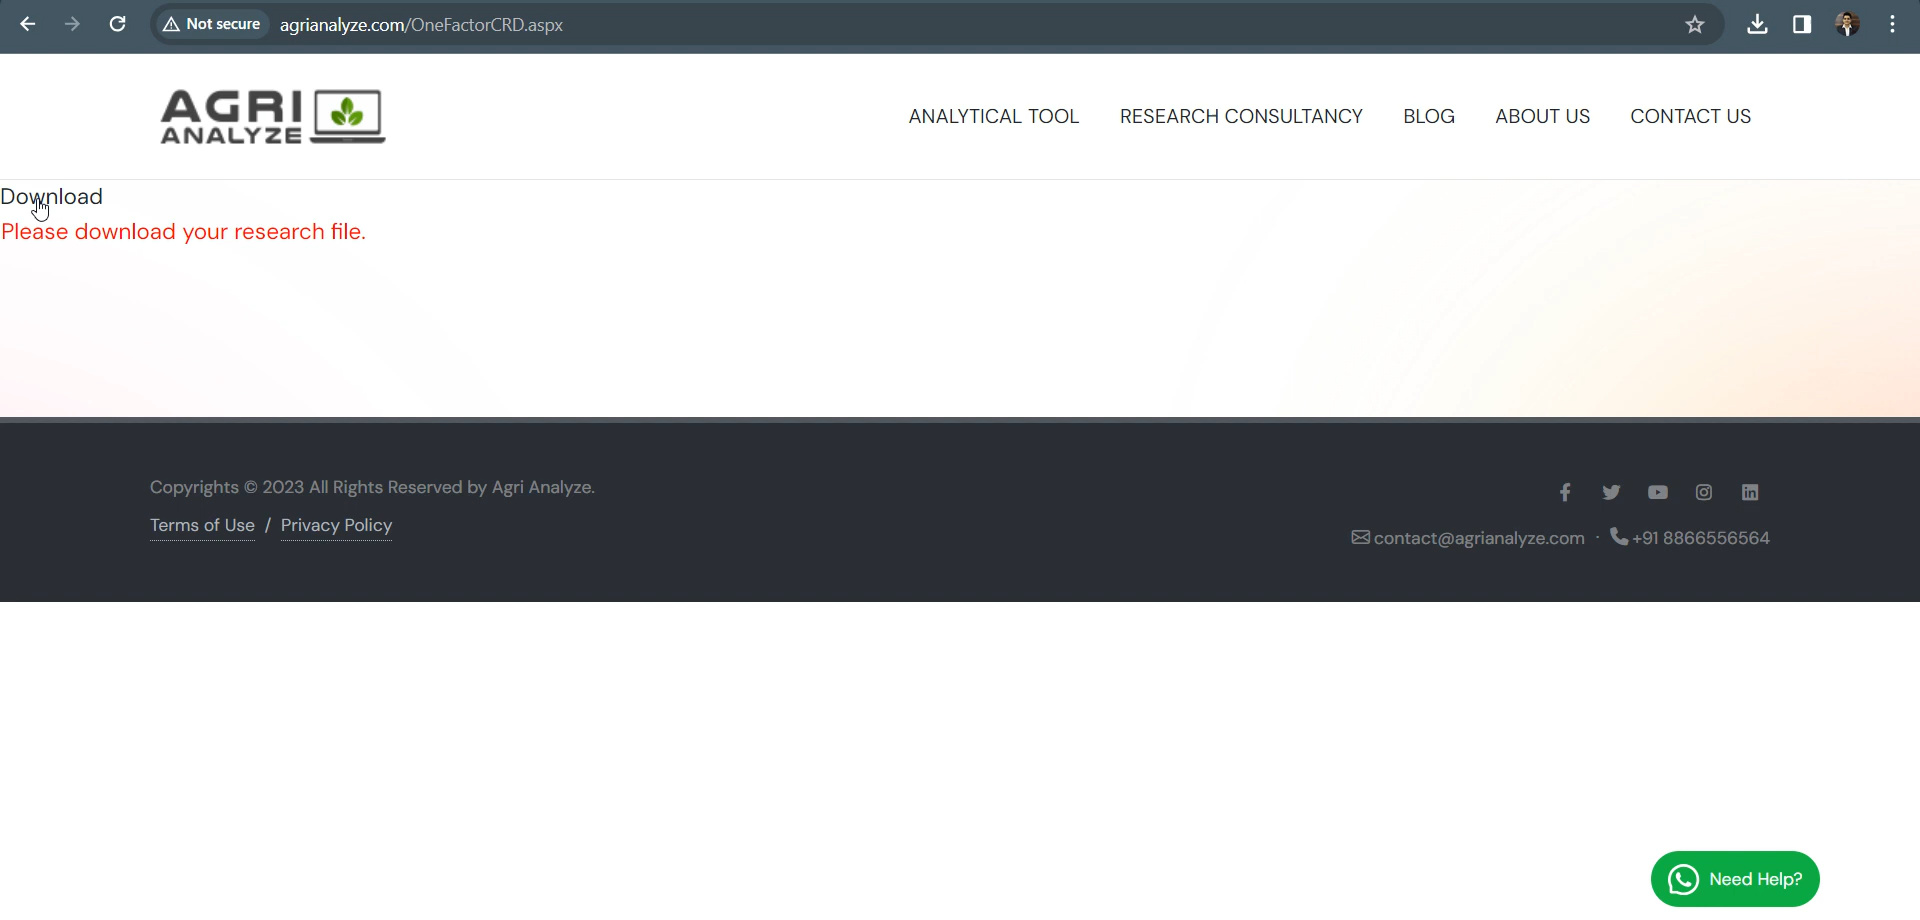 Not secure agrianalyze.com/OneFactorCRD.aspx
AGRI
ANALYZE
ANALYTICAL TOOL RESEARCH CONSULTANCY BLOG ABOUT US CONTACT US
Download
Please download your research file.
Copyrights © 2023 All Rights Reserved by Agri Analyze.
Terms of Use / Privacy Policy
contact@agrianalyze.com · +91 8866556564
Need Help?